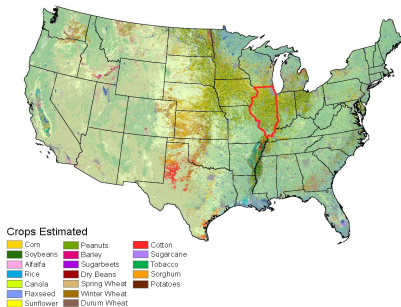 Crops Estimated
Corn
Soybeans
Alfalfa
Rice
Canola
Flaxseed
Sunflower
Peanuts
Barley
Sugarbeets
Dry Beans
Spring Wheat
Winter Wheat
Durum Wheat
Cotton
Sugarcane
Tobacco
Sorghum
Potatoes